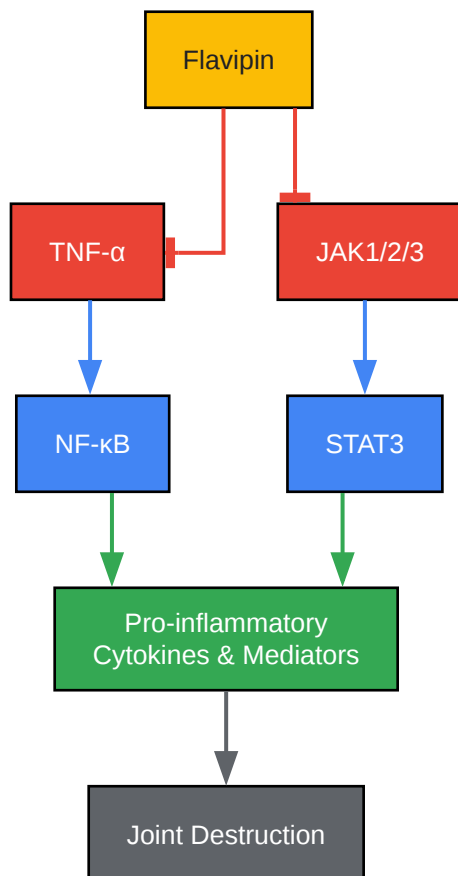 Flavipin
TNF-α
JAK1/2/3
NF-κB
STAT3
Pro-inflammatory
Cytokines & Mediators
Joint Destruction